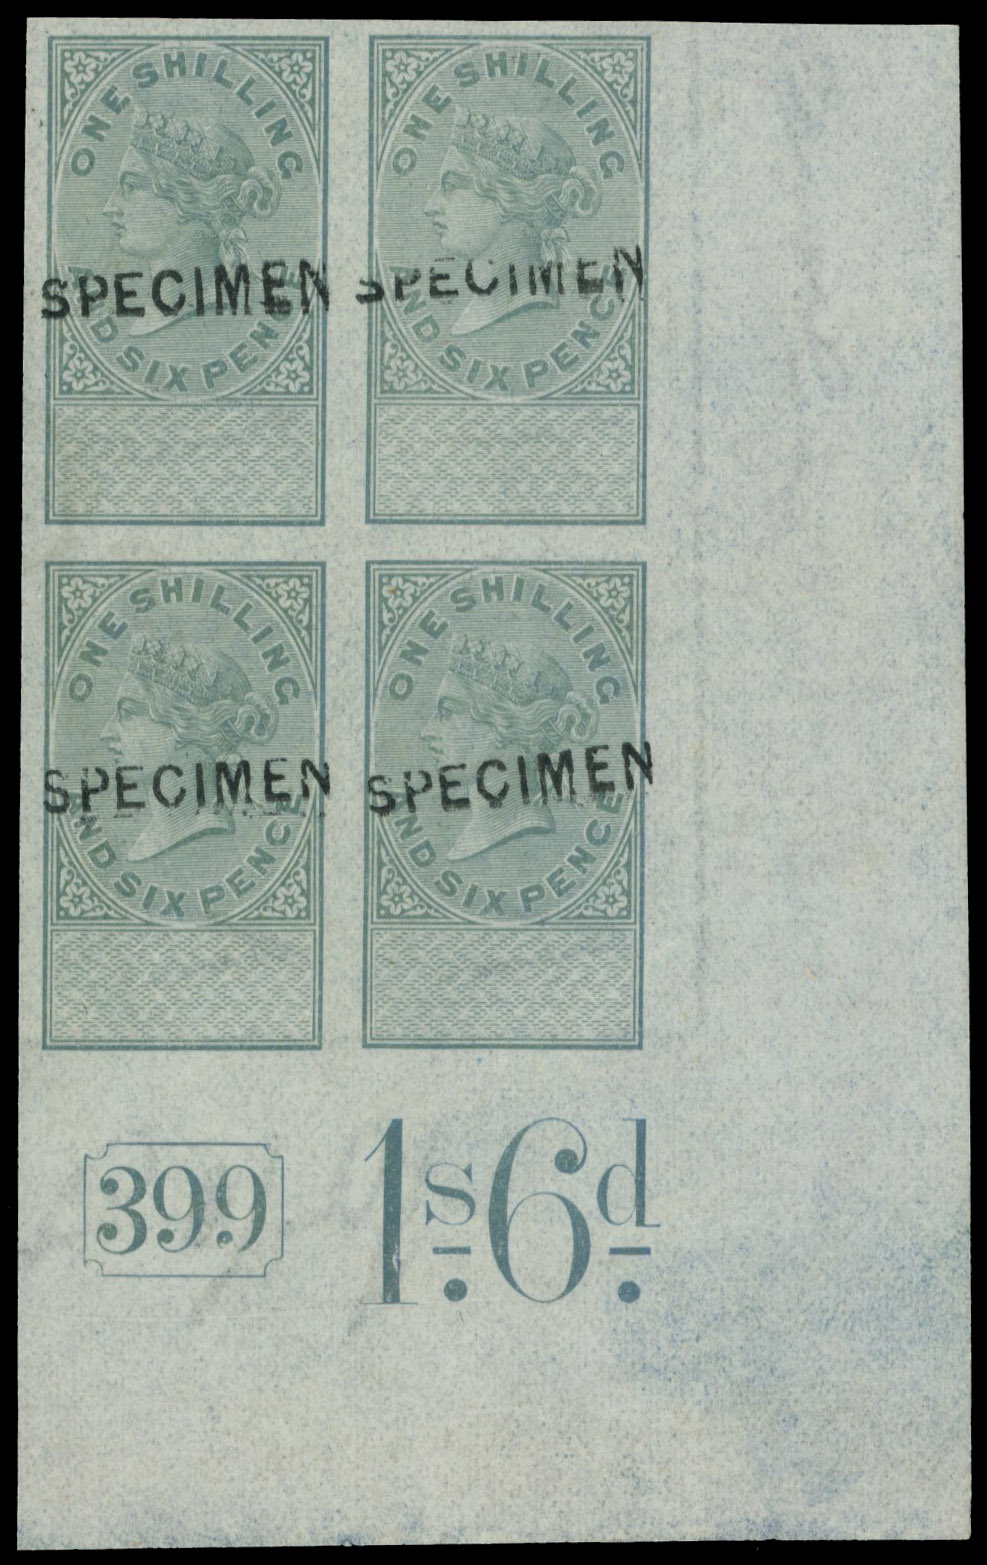 ONE SHILLING
AND SIX PENCE
SPECIMEN
ONE SHILLING
AND SIX PENCE
SPECIMEN
ONE SHILLING
AND SIX PENCE
SPECIMEN
ONE SHILLING
AND SIX PENCE
SPECIMEN
399
1s.6d.